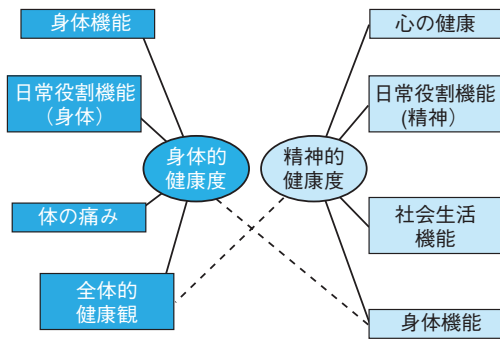 身体機能
日常役割機能
（身体）
身体的
健康度
体の痛み
全体的
健康観
心の健康
日常役割機能
(精神）
精神的
健康度
社会生活
機能
身体機能